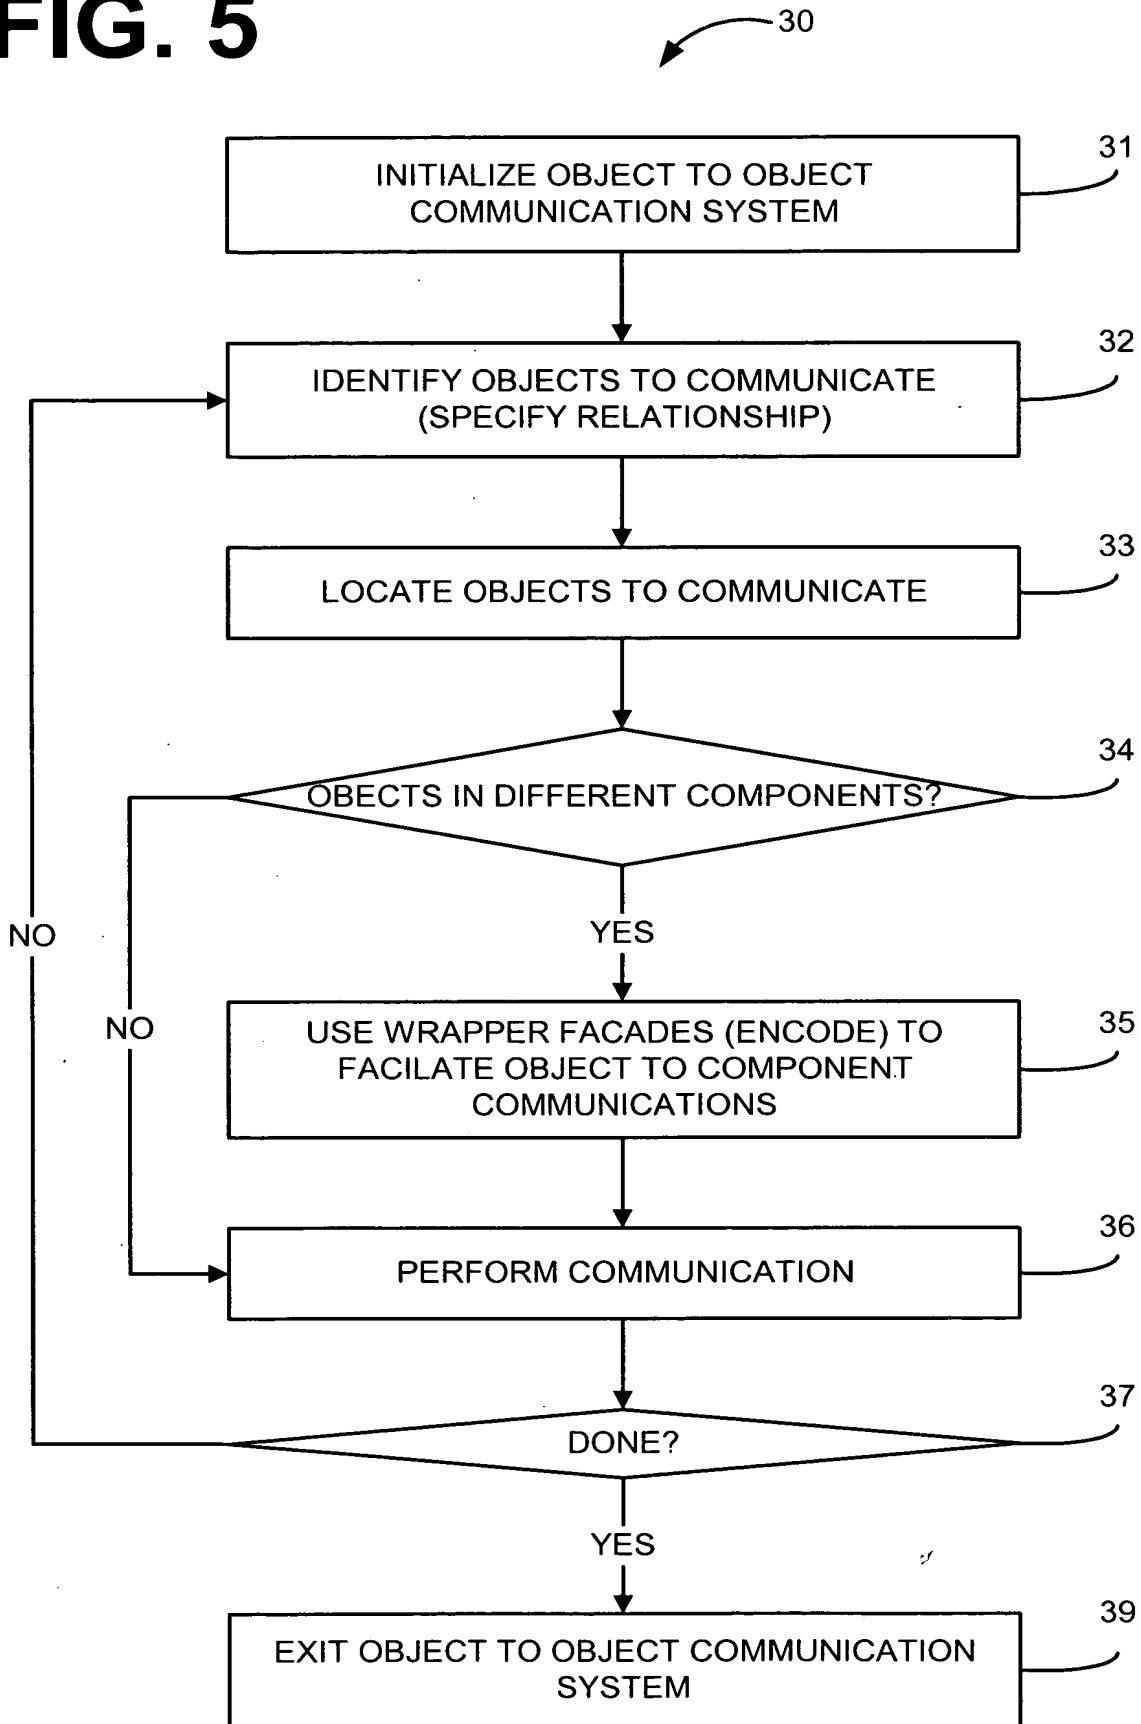 FIG. 5
30
31
INITIALIZE OBJECT TO OBJECT
COMMUNICATION SYSTEM
32
IDENTIFY OBJECTS TO COMMUNICATE
(SPECIFY RELATIONSHIP)
33
LOCATE OBJECTS TO COMMUNICATE
34
OBECTS IN DIFFERENT COMPONENTS?
NO
YES
NO
35
USE WRAPPER FACADES (ENCODE) TO
FACILATE OBJECT TO COMPONENT
COMMUNICATIONS
36
PERFORM COMMUNICATION
37
DONE?
YES
39
EXIT OBJECT TO OBJECT COMMUNICATION
SYSTEM